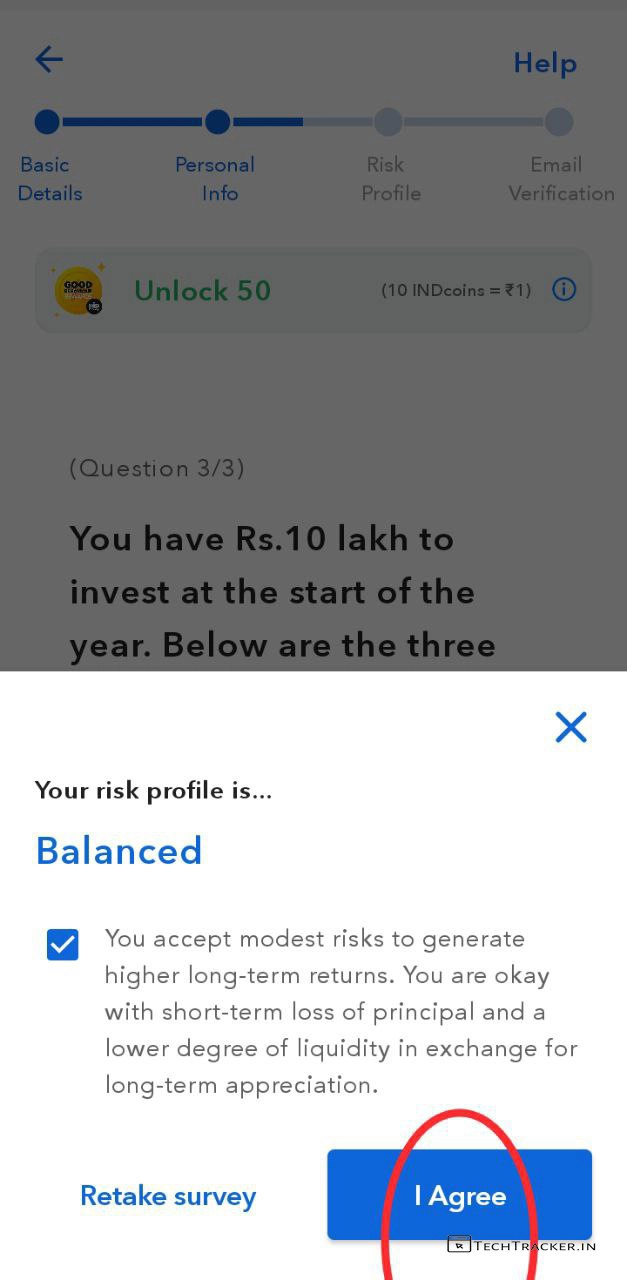 Help
Basic Details
Personal Info
Risk Profile
Email Verification
GOOD
Unlock 50
(10 INDcoins = ₹1)
(Question 3/3)
You have Rs.10 lakh to
invest at the start of the
year. Below are the three
Your risk profile is...
Balanced
You accept modest risks to generate
higher long-term returns. You are okay
with short-term loss of principal and a
lower degree of liquidity in exchange for
long-term appreciation.
Retake survey
I Agree
TECHTRACKER.IN